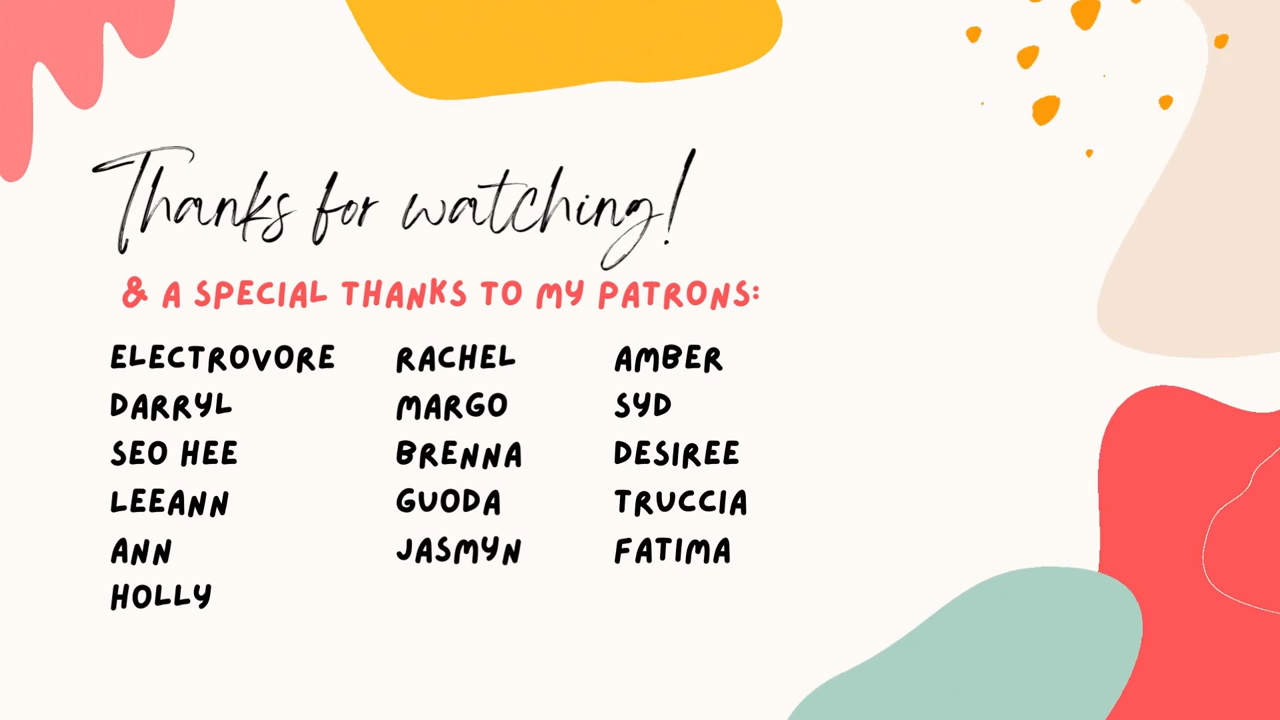 Thanks for watching!
& A SPECIAL THANKS TO MY PATRONS:
ELECTROVORE
DARRYL
SEO HEE
LEEANN
ANN
HOLLY
RACHEL
MARGO
BRENNA
GUODA
JASMYN
AMBER
SYD
DESIREE
TRUCCIA
FATIMA